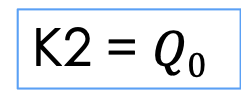 K2 = Q₀